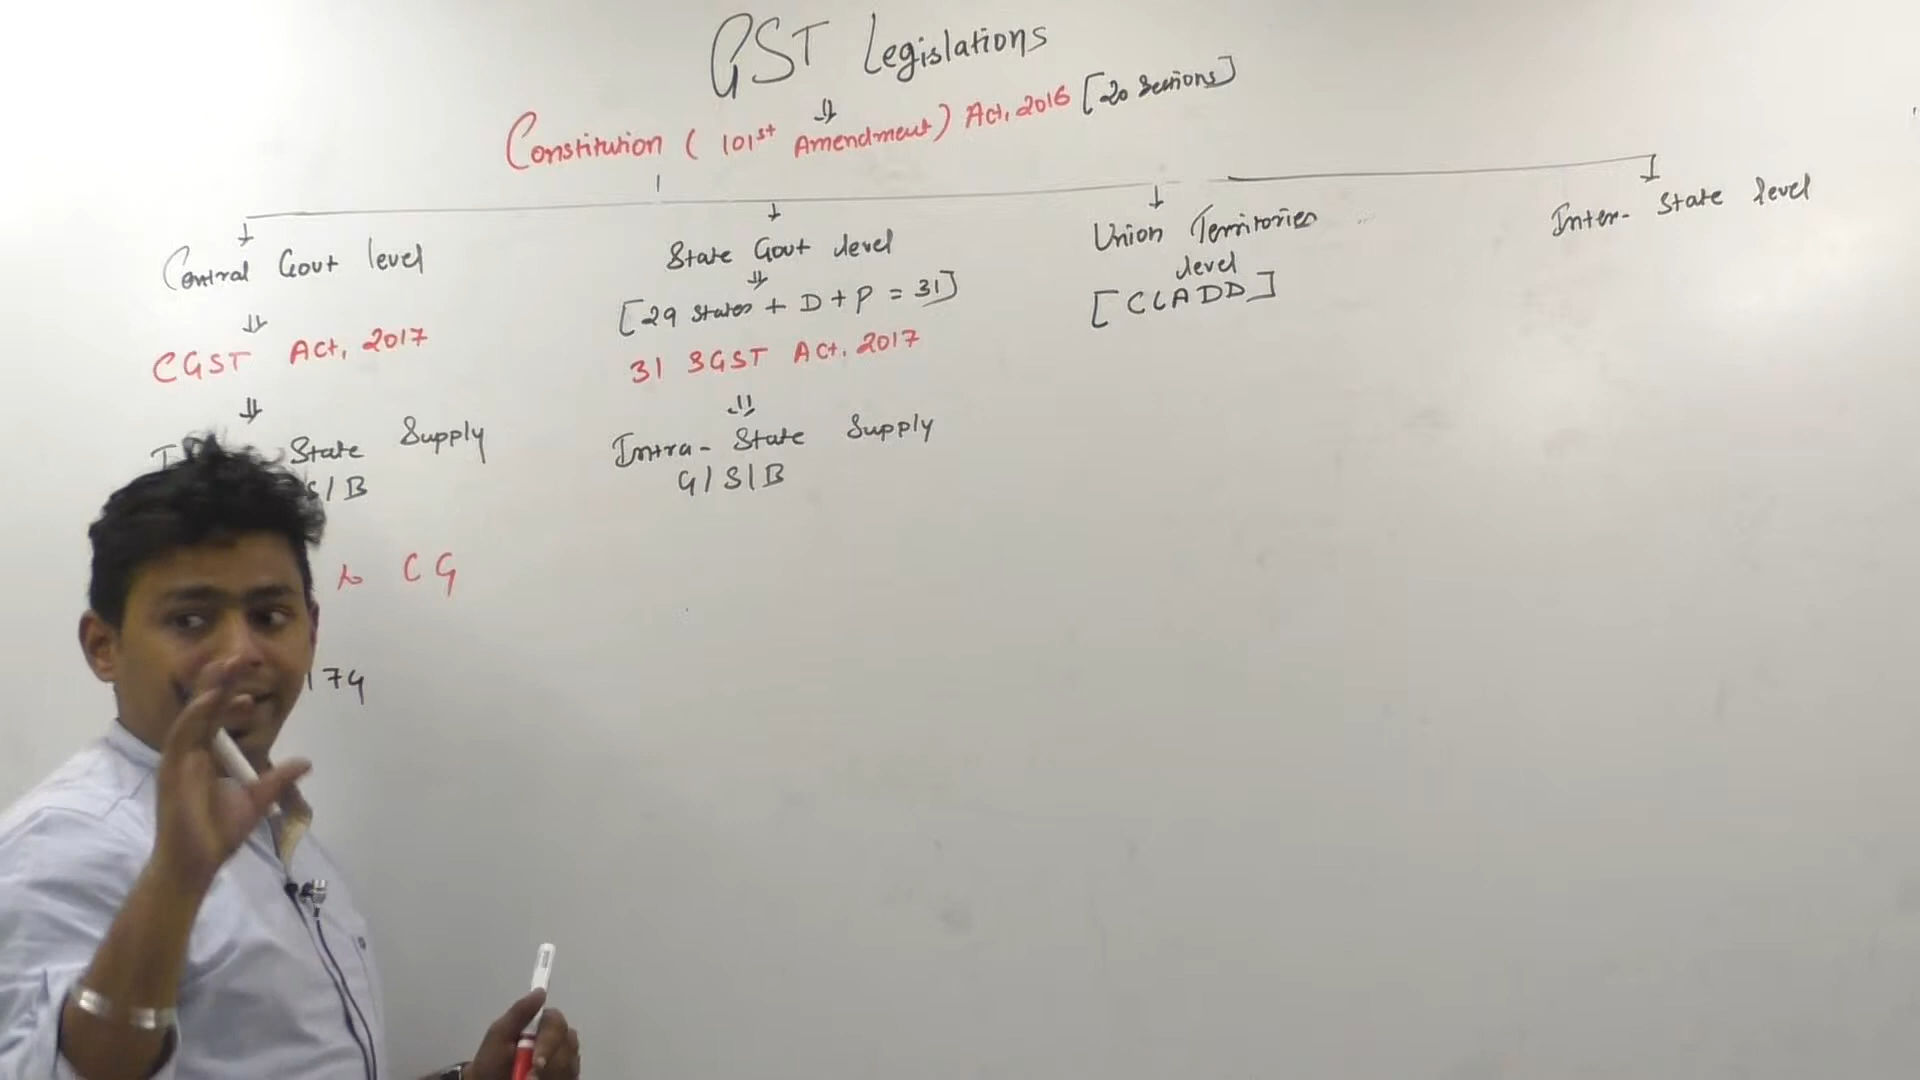 GST Legislations
Constitution (101st Amendment) Act, 2016 [20 Sections]
Central Govt level
State Govt level
Union Territories
level
Inter-State level
[29 States + D + P = 31]
[CLADD]
CGST Act, 2017
31 SGST Act, 2017
State Supply
S/B
Intra-State Supply
G/S/B
to CG
174